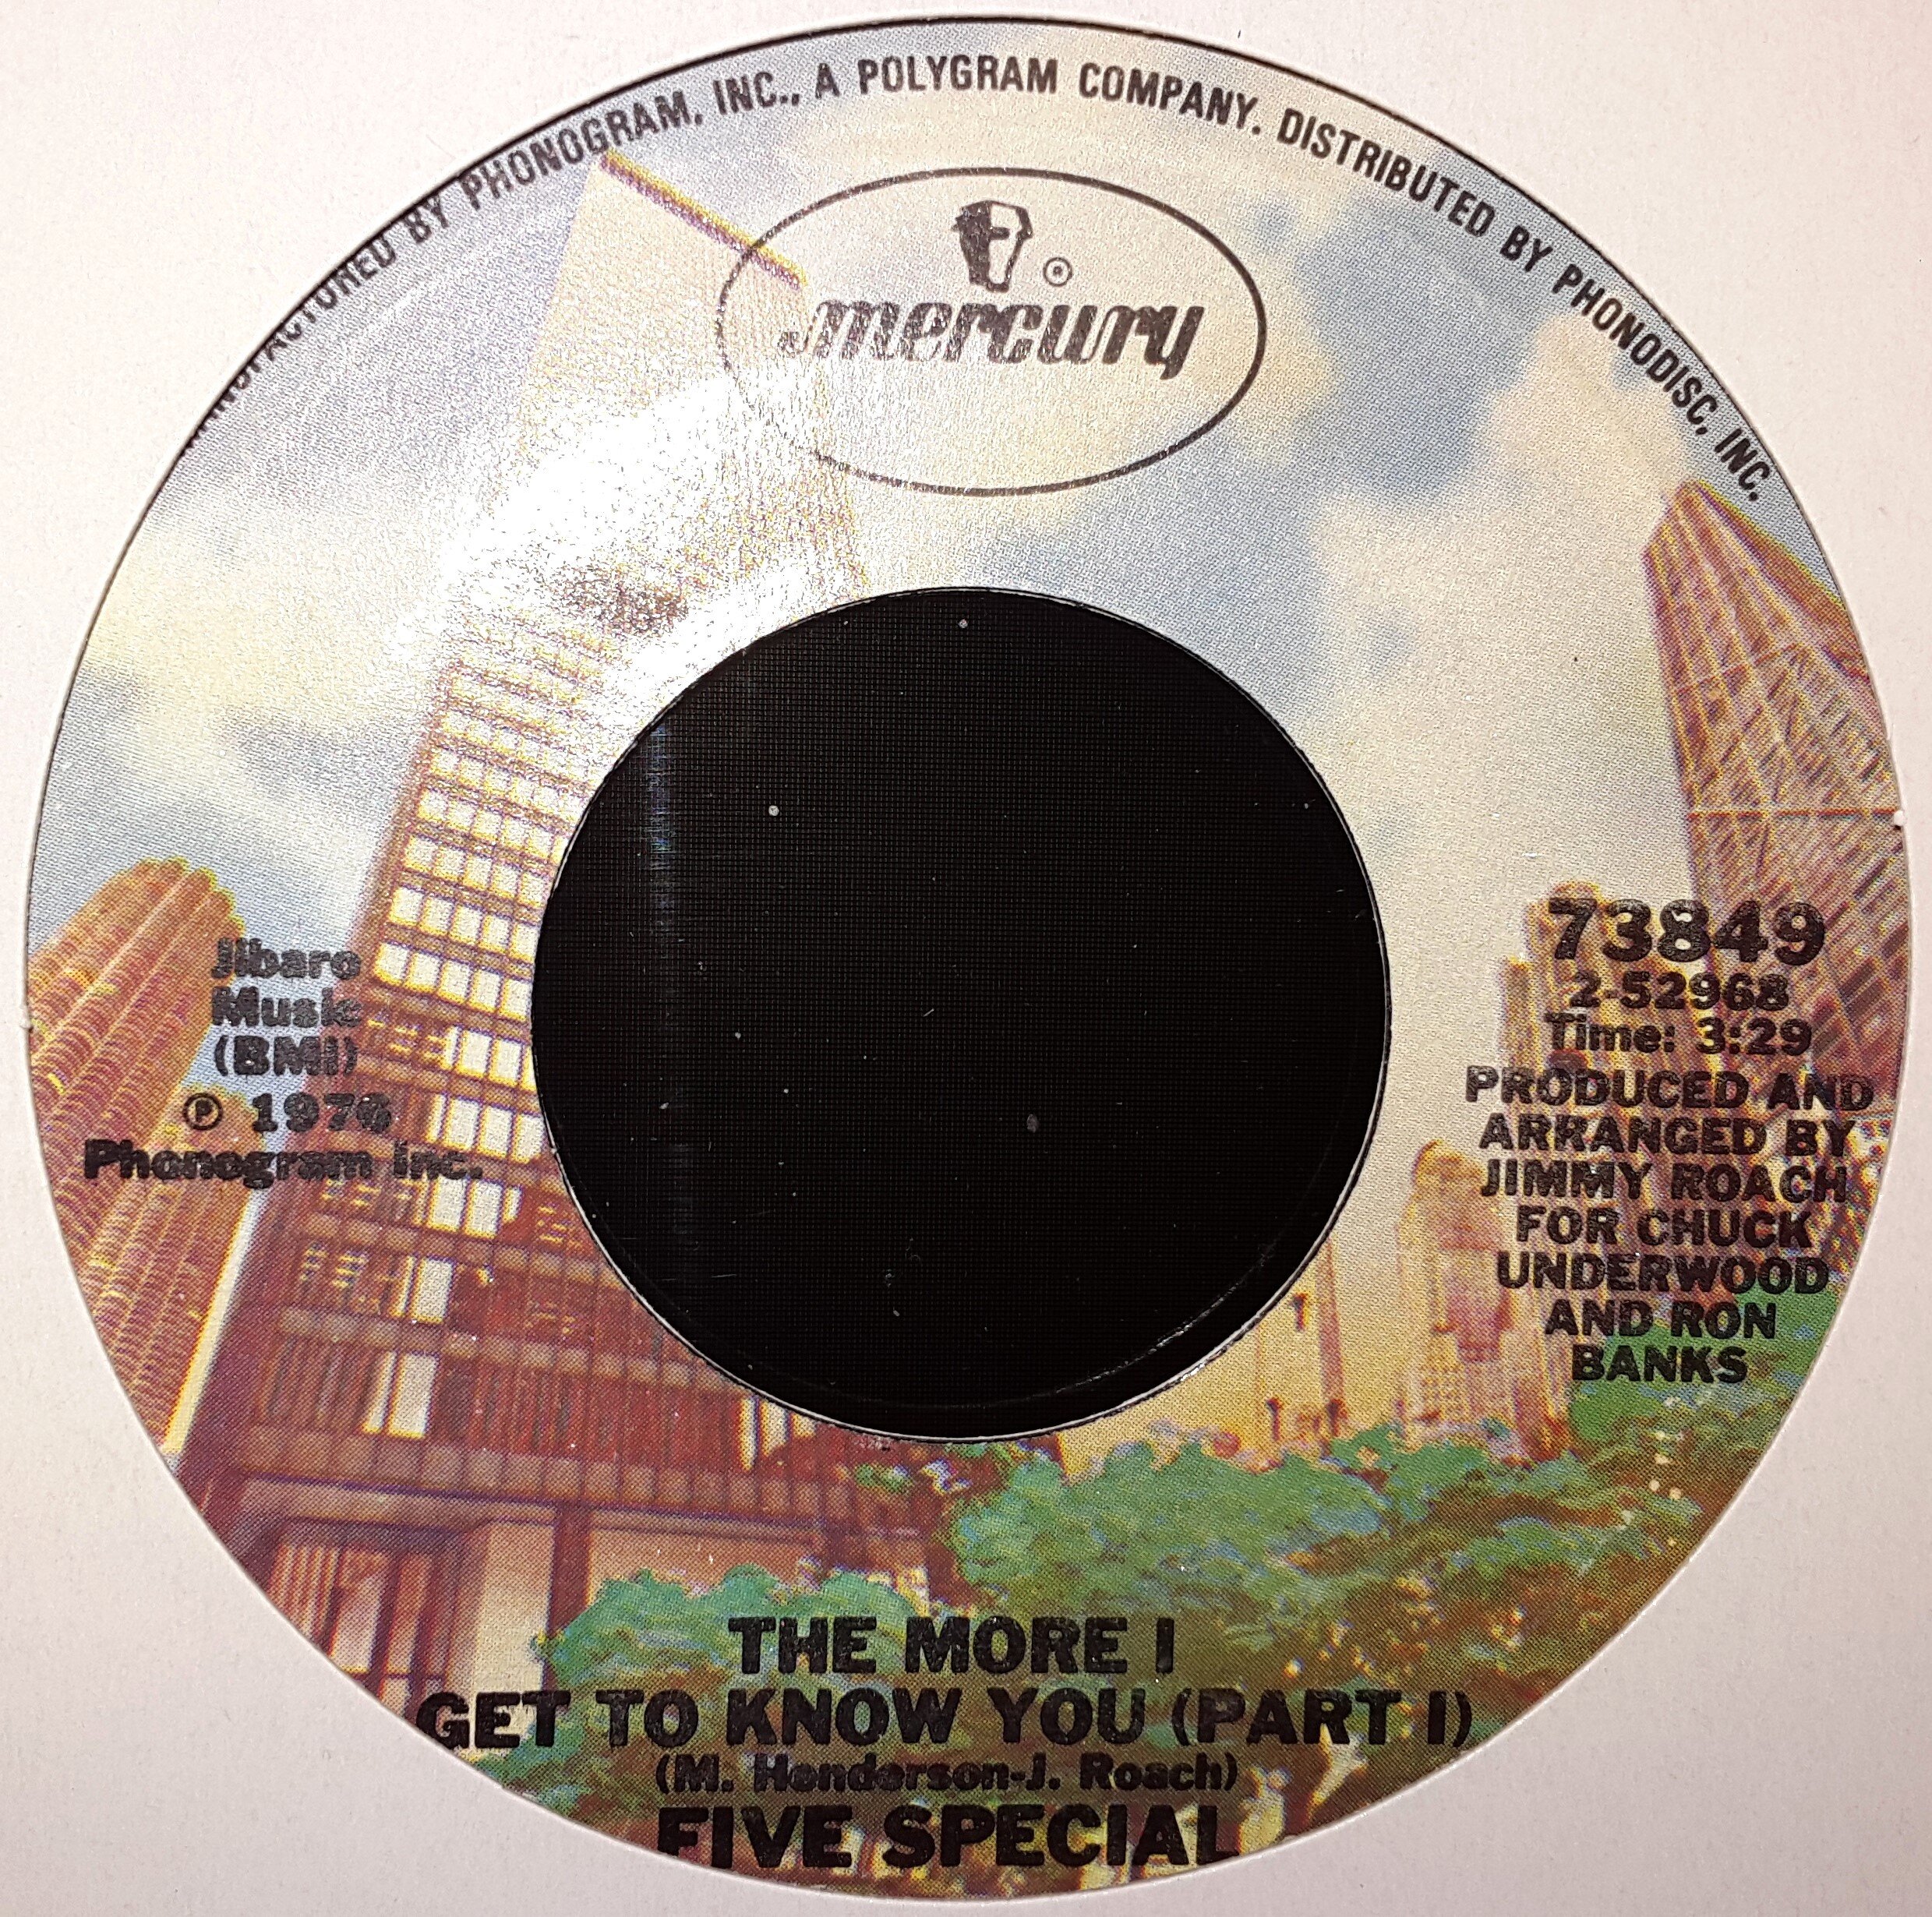 MANUFACTURED BY PHONOGRAM, INC., A POLYGRAM COMPANY. DISTRIBUTED BY PHONODISC, INC.
®
mercury
Jibaro
Music
(BMI)
℗ 1976
Phonogram Inc.
73849
2-52968
Time: 3:29
PRODUCED AND
ARRANGED BY
JIMMY ROACH
FOR CHUCK
UNDERWOOD
AND RON
BANKS
THE MORE I
GET TO KNOW YOU (PART I)
(M. Henderson-J. Roach)
FIVE SPECIAL